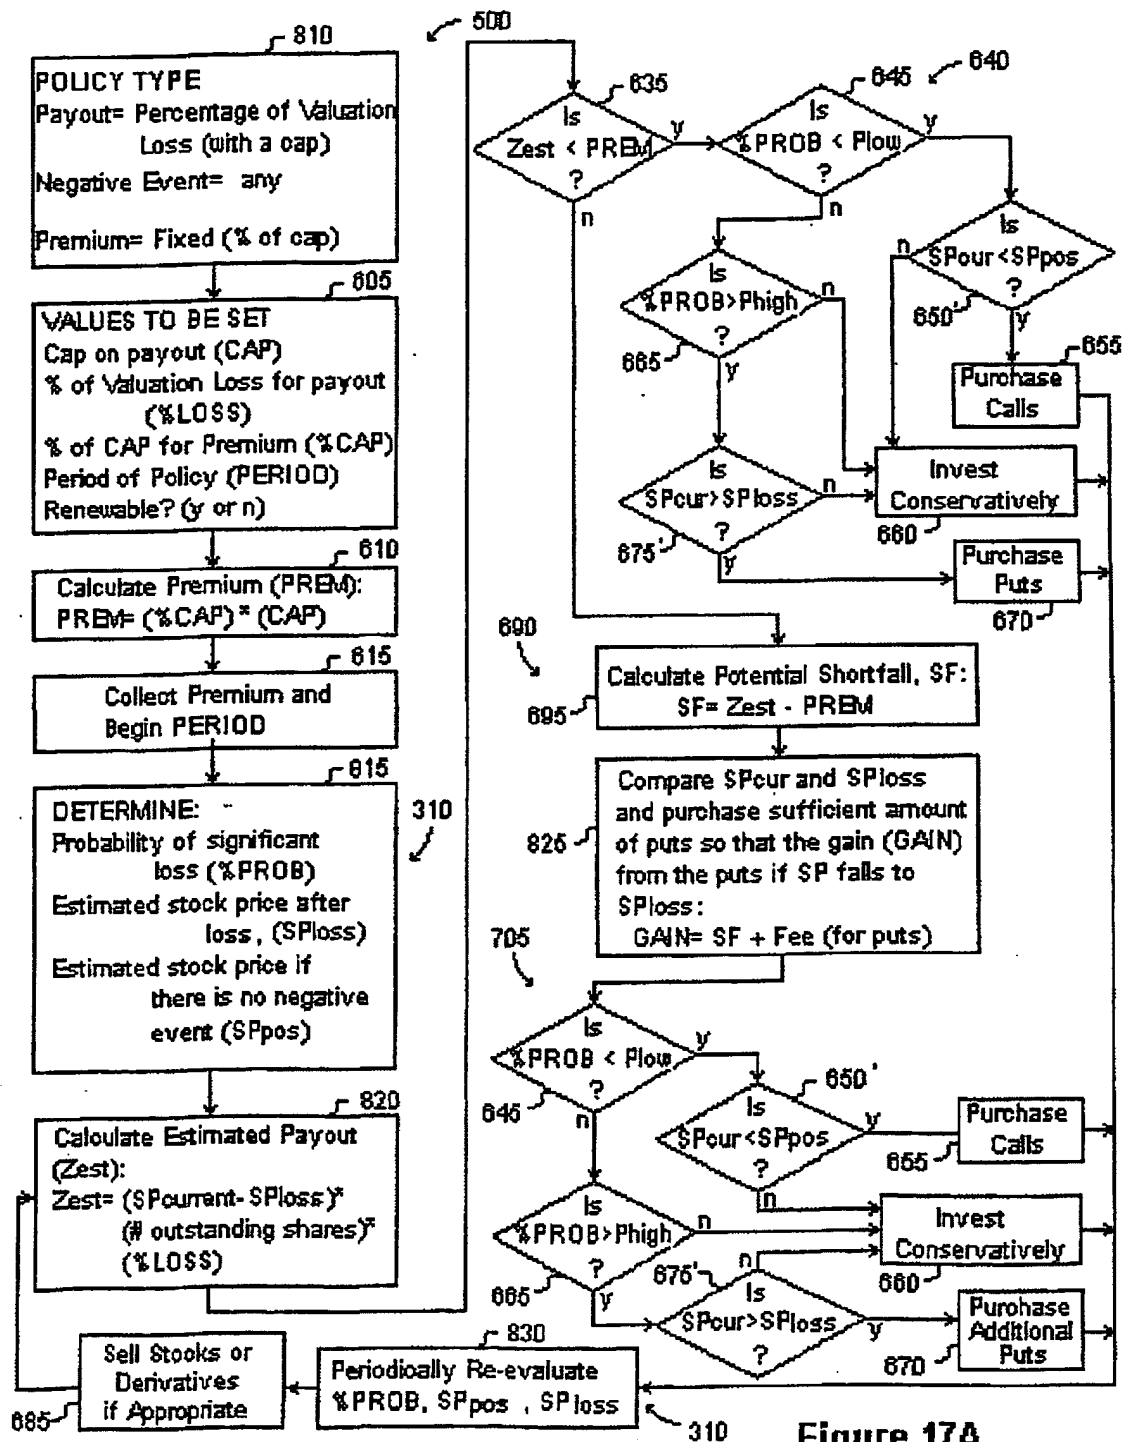 500
810
POLICY TYPE
Payout= Percentage of Valuation
Loss (with a cap)
Negative Event= any
Premium= Fixed (% of cap)
605
VALUES TO BE SET
Cap on payout (CAP)
% of Valuation Loss for payout
(%LOSS)
% of CAP for Premium (%CAP)
Period of Policy (PERIOD)
Renewable? (y or n)
610
Calculate Premium (PREM):
PREM= (%CAP)* (CAP)
615
Collect Premium and
Begin PERIOD
815
310
DETERMINE:
Probability of significant
loss (%PROB)
Estimated stock price after
loss, (SPloss)
Estimated stock price if
there is no negative
event (SPpos)
820
Calculate Estimated Payout
(Zest):
Zest= (SPcurrent-SPloss)*
(# outstanding shares)*
(%LOSS)
635
Is
Zest < PREM
?
y
n
645
640
Is
%PROB < Plow
?
y
n
Is
SPcur<SPpos
?
n
650'
y
655
Purchase
Calls
Is
%PROB>Phigh
?
n
665
y
Is
SPcur>SPloss
?
n
675'
y
Invest
Conservatively
660
Purchase
Puts
670
690
Calculate Potential Shortfall, SF:
SF= Zest - PREM
695
Compare SPcur and SPloss
and purchase sufficient amount
of puts so that the gain (GAIN)
from the puts if SP falls to
SPloss:
GAIN= SF + Fee (for puts)
825
705
Is
%PROB < Plow
?
y
645
n
650'
Is
SPcur<SPpos
?
y
n
655
Purchase
Calls
Is
%PROB>Phigh
?
n
665
y
Invest
Conservatively
660
675'
n
Is
SPcur>SPloss
?
y
Purchase
Additional
Puts
670
830
Periodically Re-evaluate
%PROB, SPpos , SPloss
310
Sell Stocks or
Derivatives
if Appropriate
685
Figure 17A